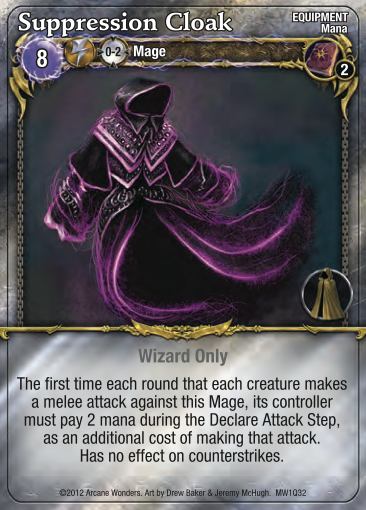 Suppression Cloak
EQUIPMENT
Mana
8
0-2
Mage
2
Wizard Only
The first time each round that each creature makes
a melee attack against this Mage, its controller
must pay 2 mana during the Declare Attack Step,
as an additional cost of making that attack.
Has no effect on counterstrikes.
©2012 Arcane Wonders. Art by Drew Baker & Jeremy McHugh. MW1Q32